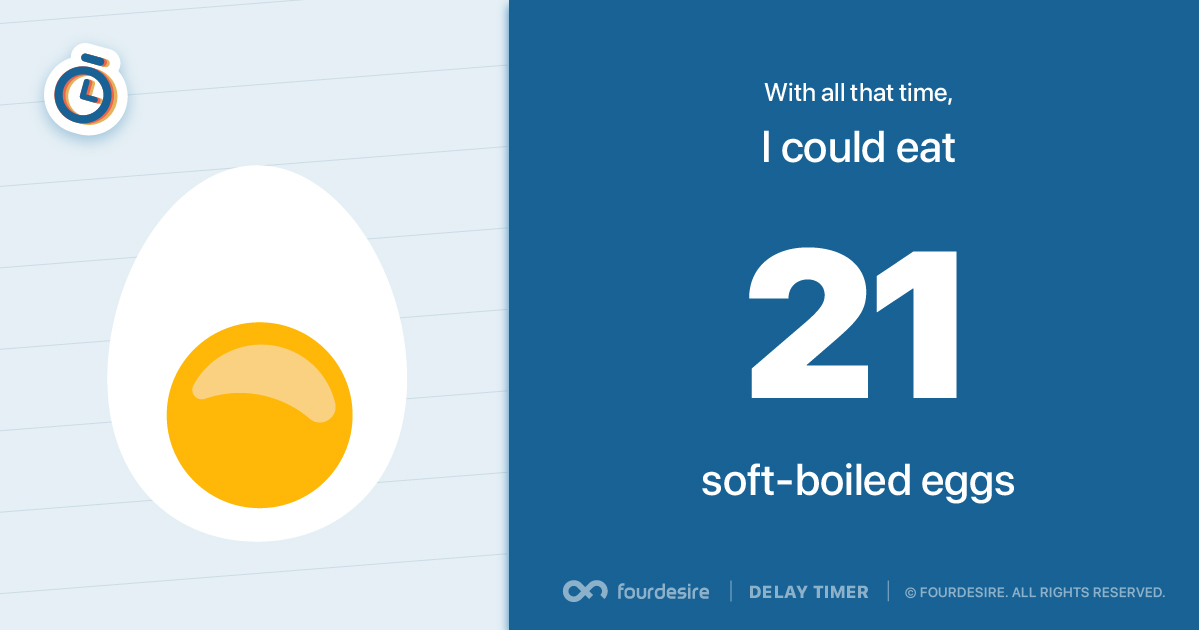 With all that time,
I could eat
21
soft-boiled eggs
fourdesire | DELAY TIMER | © FOURDESIRE. ALL RIGHTS RESERVED.